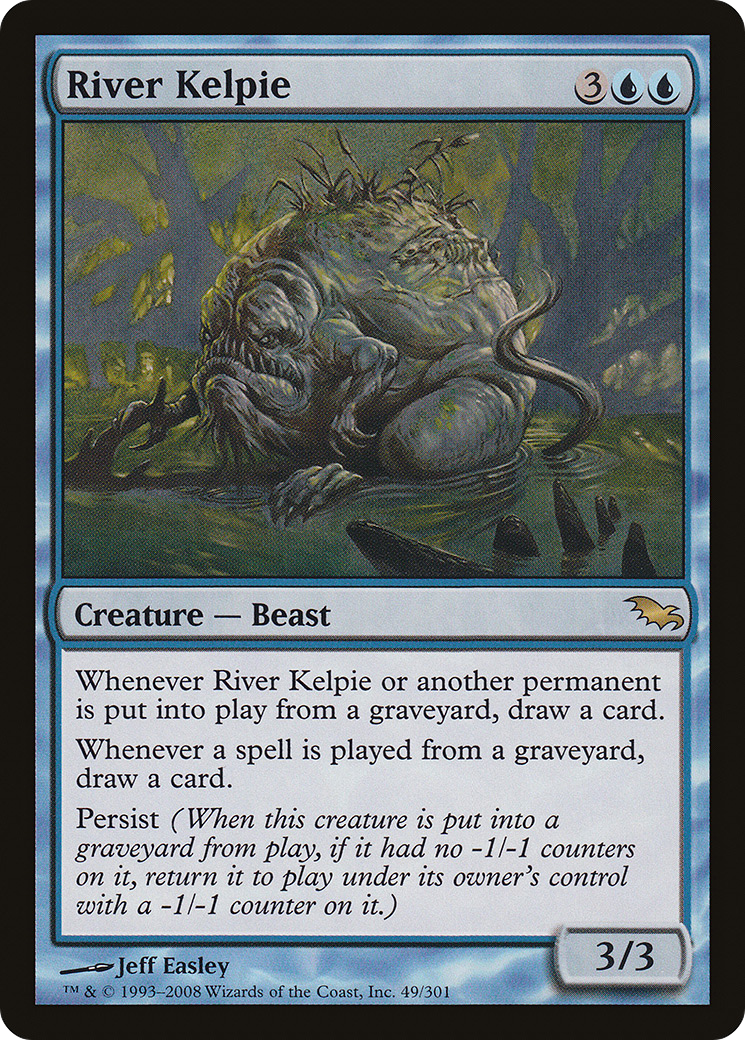 River Kelpie 3
Creature — Beast
Whenever River Kelpie or another permanent
is put into play from a graveyard, draw a card.
Whenever a spell is played from a graveyard,
draw a card.
Persist (When this creature is put into a
graveyard from play, if it had no -1/-1 counters
on it, return it to play under its owner's control
with a -1/-1 counter on it.)
3/3
Jeff Easley
™ & © 1993–2008 Wizards of the Coast, Inc. 49/301